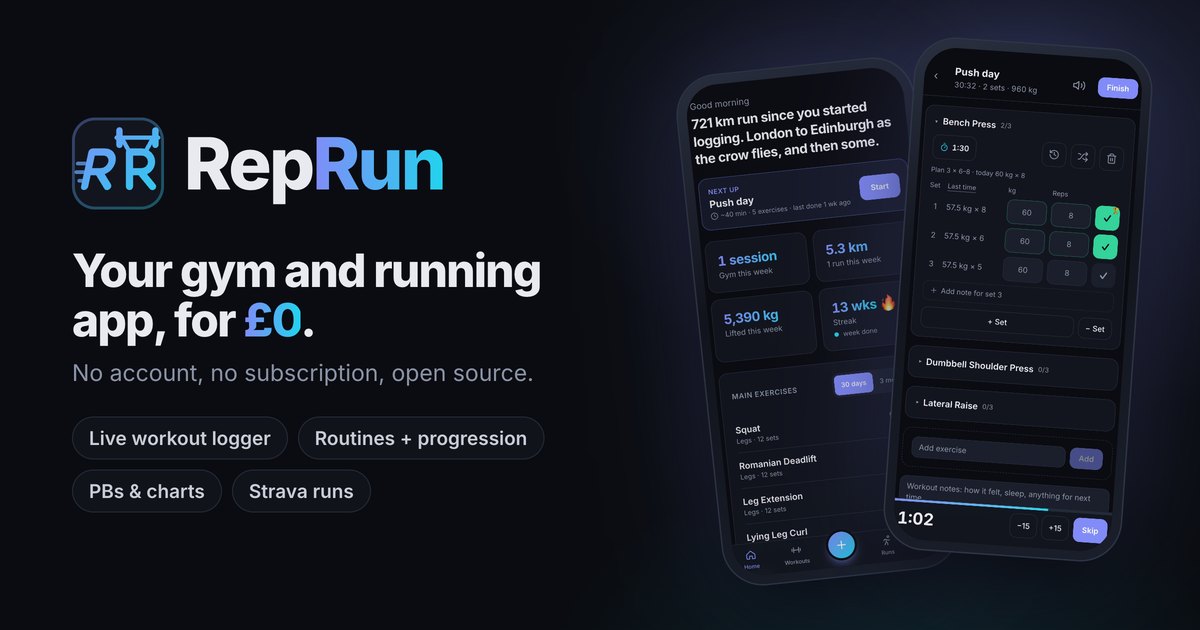 RR
RepRun
Your gym and running
app, for £0.
No account, no subscription, open source.
Live workout logger
Routines + progression
PBs & charts
Strava runs
Good morning
721 km run since you started
logging. London to Edinburgh as
the crow flies, and then some.
NEXT UP
Push day
~40 min · 5 exercises · last done 1 wk ago
Start
1 session
Gym this week
5.3 km
1 run this week
5,390 kg
Lifted this week
13 wks 🔥
Streak
week done
MAIN EXERCISES
30 days
3 m
Squat
Legs · 12 sets
Romanian Deadlift
Legs · 12 sets
Leg Extension
Legs · 12 sets
Lying Leg Curl
Home
Workouts
+
Runs
Push day
30:32 · 2 sets · 960 kg
Finish
Bench Press 2/3
1:30
Plan 3 × 6–8 · today 60 kg × 8
Set Last time kg Reps
1 57.5 kg × 8 60 8
2 57.5 kg × 6 60 8
3 57.5 kg × 5 60 8
+ Add note for set 3
+ Set
− Set
Dumbbell Shoulder Press 0/3
Lateral Raise 0/3
Add exercise
Add
Workout notes: how it felt, sleep, anything for next
time
1:02
−15
+15
Skip